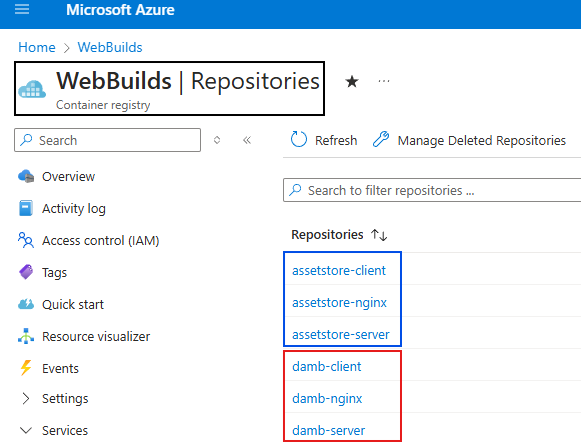 Microsoft Azure
Home > WebBuilds
WebBuilds | Repositories
Container registry
Search
Refresh
Manage Deleted Repositories
Overview
Activity log
Access control (IAM)
Tags
Quick start
Resource visualizer
Events
Settings
Services
Search to filter repositories ...
Repositories
assetstore-client
assetstore-nginx
assetstore-server
damb-client
damb-nginx
damb-server